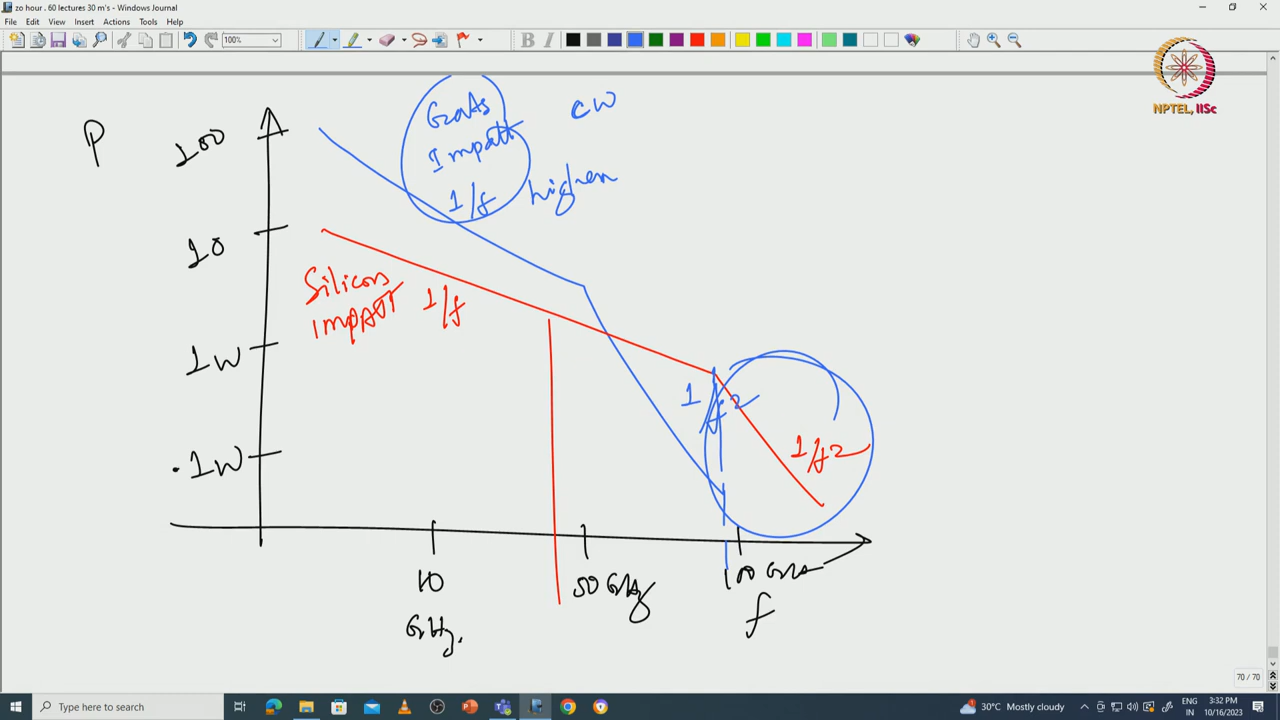 zo hour . 60 lectures 30 m's - Windows Journal
File Edit View Insert Actions Tools Help
100%
NPTEL, IISc
P
100
10
1W
.1W
GaAs
Impatt
1/f
CW
higher
Silicon
impATT
1/f
1/f2
1/f2
10
GHz.
50 GHz
100 GHz
f
70 / 70
Type here to search
30°C Mostly cloudy
ENG
IN
3:32 PM
10/16/2023